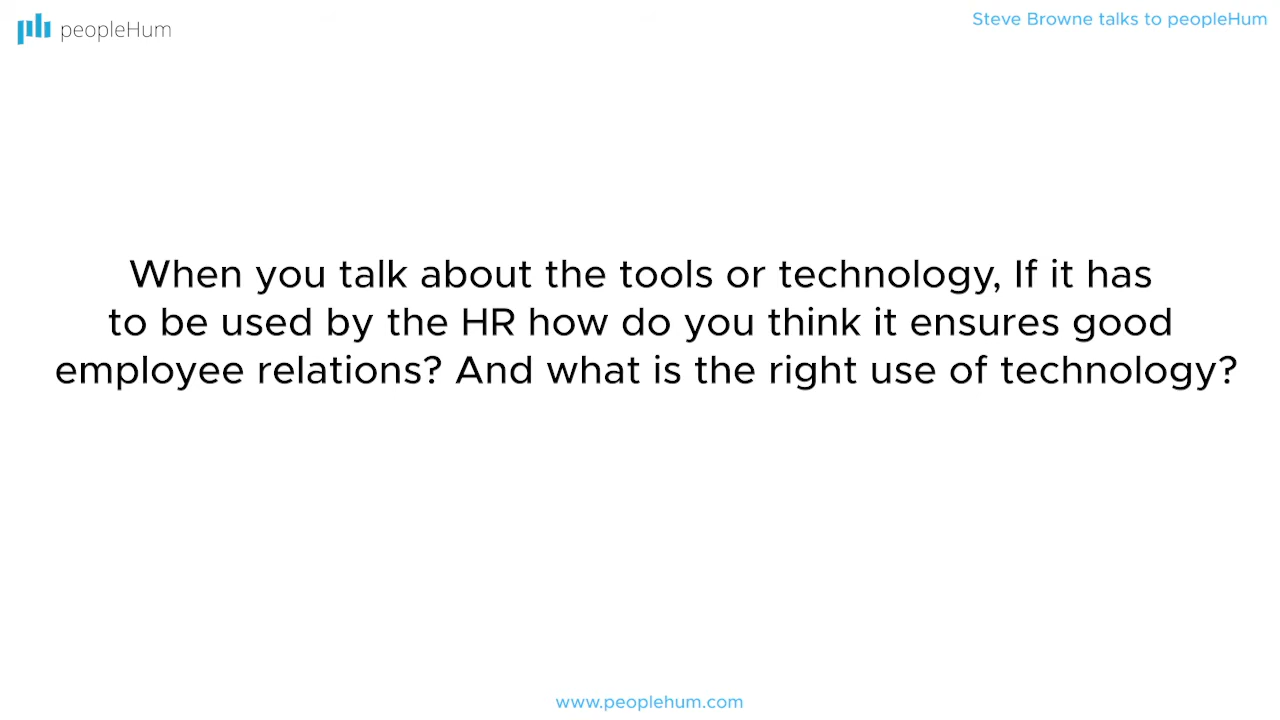 peopleHum
Steve Browne talks to peopleHum
When you talk about the tools or technology, If it has
to be used by the HR how do you think it ensures good
employee relations? And what is the right use of technology?
www.peoplehum.com